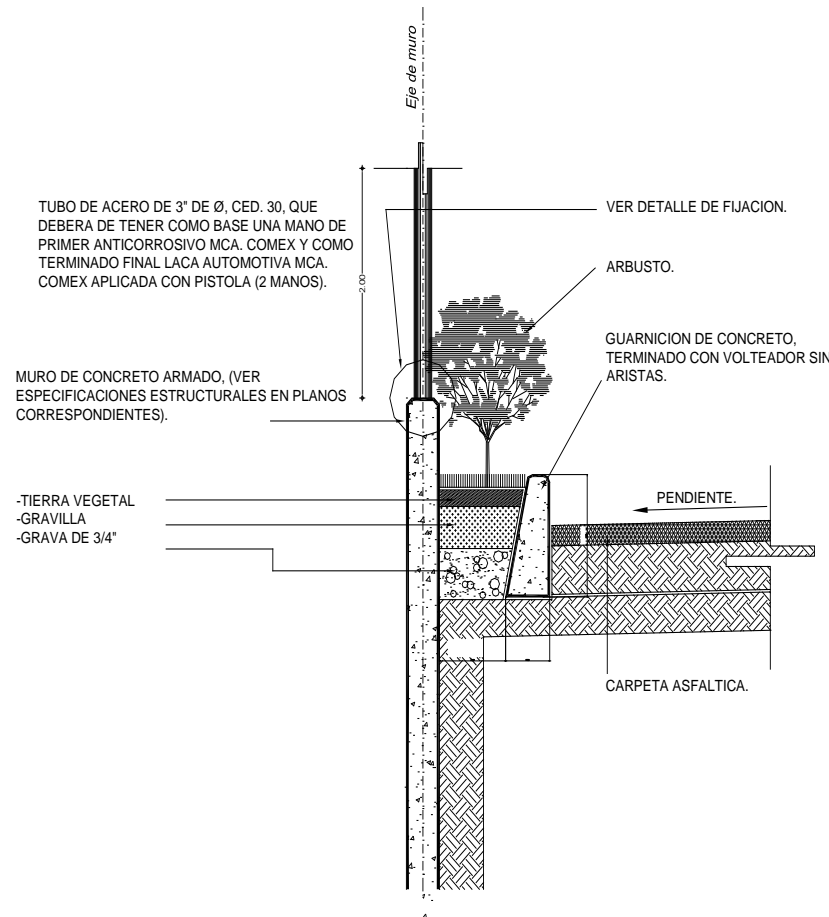 Eje de muro
TUBO DE ACERO DE 3" DE Ø, CED. 30, QUE
DEBERA DE TENER COMO BASE UNA MANO DE
PRIMER ANTICORROSIVO MCA. COMEX Y COMO
TERMINADO FINAL LACA AUTOMOTIVA MCA.
COMEX APLICADA CON PISTOLA (2 MANOS).
2.00
VER DETALLE DE FIJACION.
ARBUSTO.
GUARNICION DE CONCRETO,
TERMINADO CON VOLTEADOR SIN
ARISTAS.
MURO DE CONCRETO ARMADO, (VER
ESPECIFICACIONES ESTRUCTURALES EN PLANOS
CORRESPONDIENTES).
-TIERRA VEGETAL
-GRAVILLA
-GRAVA DE 3/4"
PENDIENTE.
CARPETA ASFALTICA.